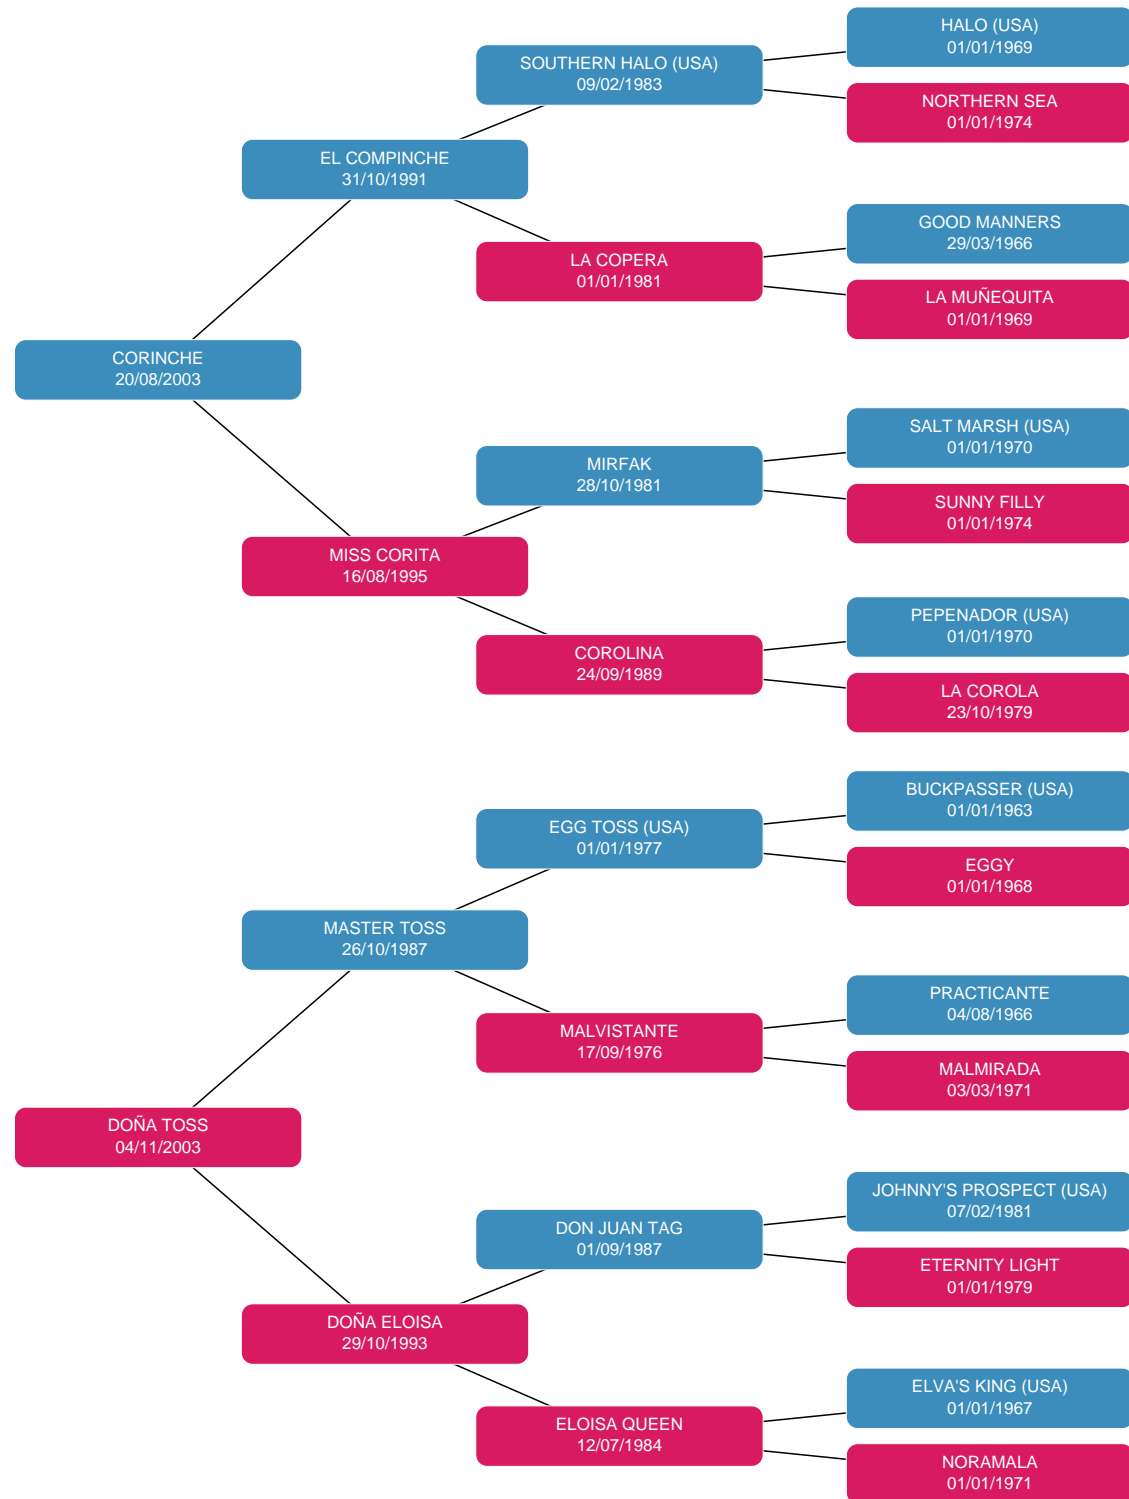 HALO (USA)
01/01/1969
SOUTHERN HALO (USA)
09/02/1983
NORTHERN SEA
01/01/1974
EL COMPINCHE
31/10/1991
GOOD MANNERS
29/03/1966
LA COPERA
01/01/1981
LA MUÑEQUITA
01/01/1969
CORINCHE
20/08/2003
SALT MARSH (USA)
01/01/1970
MIRFAK
28/10/1981
SUNNY FILLY
01/01/1974
MISS CORITA
16/08/1995
PEPENADOR (USA)
01/01/1970
COROLINA
24/09/1989
LA COROLA
23/10/1979
BUCKPASSER (USA)
01/01/1963
EGG TOSS (USA)
01/01/1977
EGGY
01/01/1968
MASTER TOSS
26/10/1987
PRACTICANTE
04/08/1966
MALVISTANTE
17/09/1976
MALMIRADA
03/03/1971
DOÑA TOSS
04/11/2003
JOHNNY'S PROSPECT (USA)
07/02/1981
DON JUAN TAG
01/09/1987
ETERNITY LIGHT
01/01/1979
DOÑA ELOISA
29/10/1993
ELVA'S KING (USA)
01/01/1967
ELOISA QUEEN
12/07/1984
NORAMALA
01/01/1971